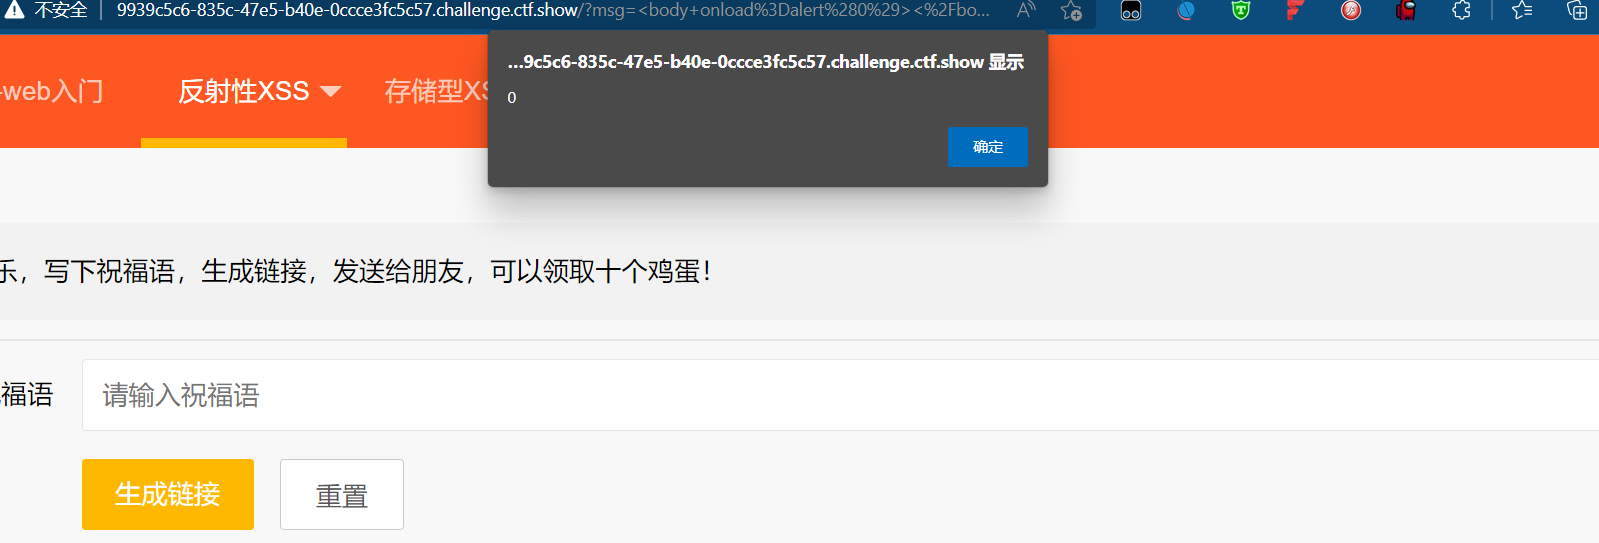 不安全 9939c5c6-835c-47e5-b40e-0ccce3fc5c57.challenge.ctf.show/?msg=<body+onload%3Dalert%280%29><%2Fbo...
-web入门 反射性XSS 存储型XS
...9c5c6-835c-47e5-b40e-0ccce3fc5c57.challenge.ctf.show 显示
0
确定
乐，写下祝福语，生成链接，发送给朋友，可以领取十个鸡蛋！
福语 请输入祝福语
生成链接 重置